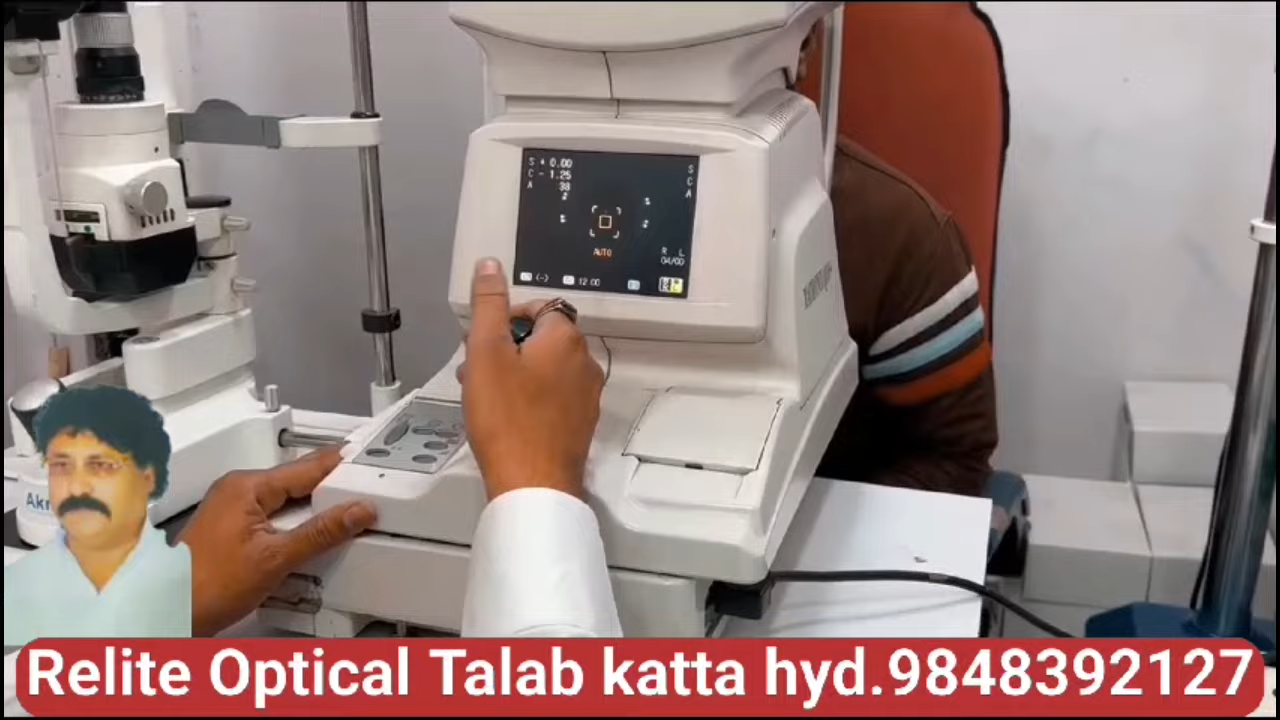 S + 0.00
C - 1.25
A 38
S
C
A
AUTO
R L
(-) 12:00
Relite Optical Talab katta hyd.9848392127